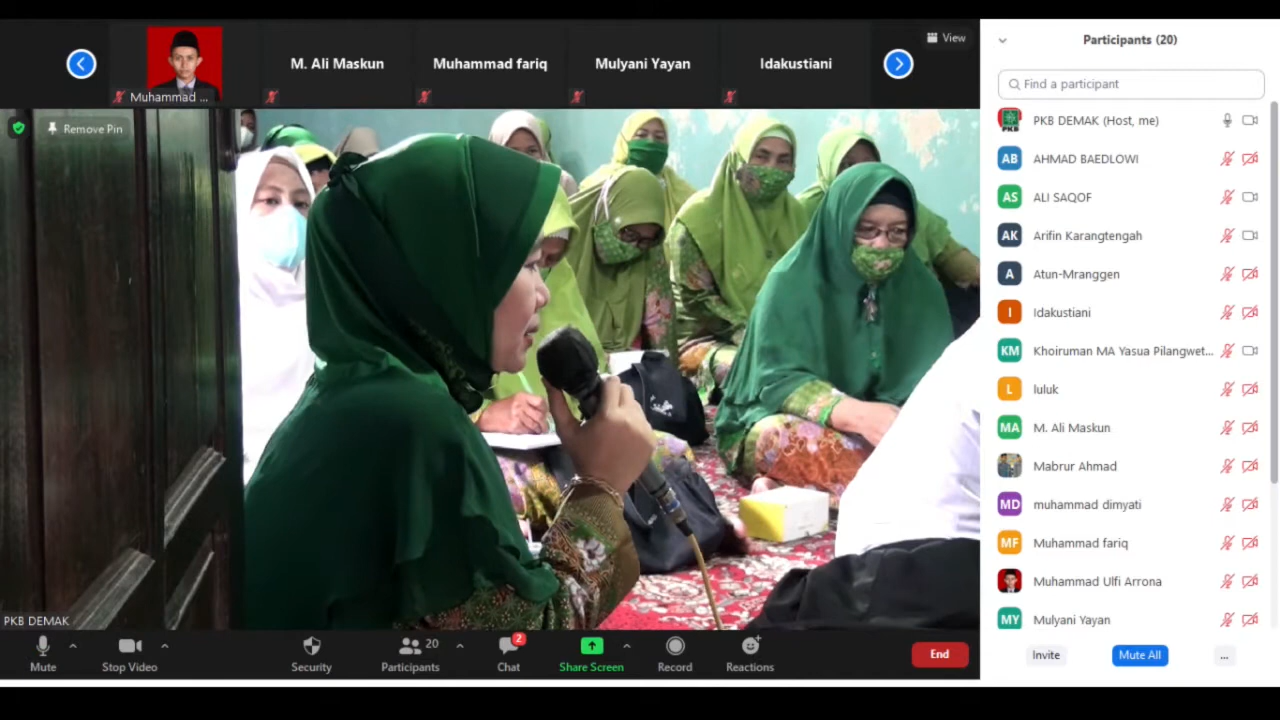 View
Muhammad ...
M. Ali Maskun
Muhammad fariq
Mulyani Yayan
Idakustiani
Remove Pin
PKB DEMAK
Mute
Stop Video
Security
20
Participants
2
Chat
Share Screen
Record
Reactions
End
Participants (20)
Find a participant
PKB
PKB DEMAK (Host, me)
AB
AHMAD BAEDLOWI
AS
ALI SAQOF
AK
Arifin Karangtengah
A
Atun-Mranggen
I
Idakustiani
KM
Khoiruman MA Yasua Pilangwet...
L
luluk
MA
M. Ali Maskun
Mabrur Ahmad
MD
muhammad dimyati
MF
Muhammad fariq
Muhammad Ulfi Arrona
MY
Mulyani Yayan
Invite
Mute All
...